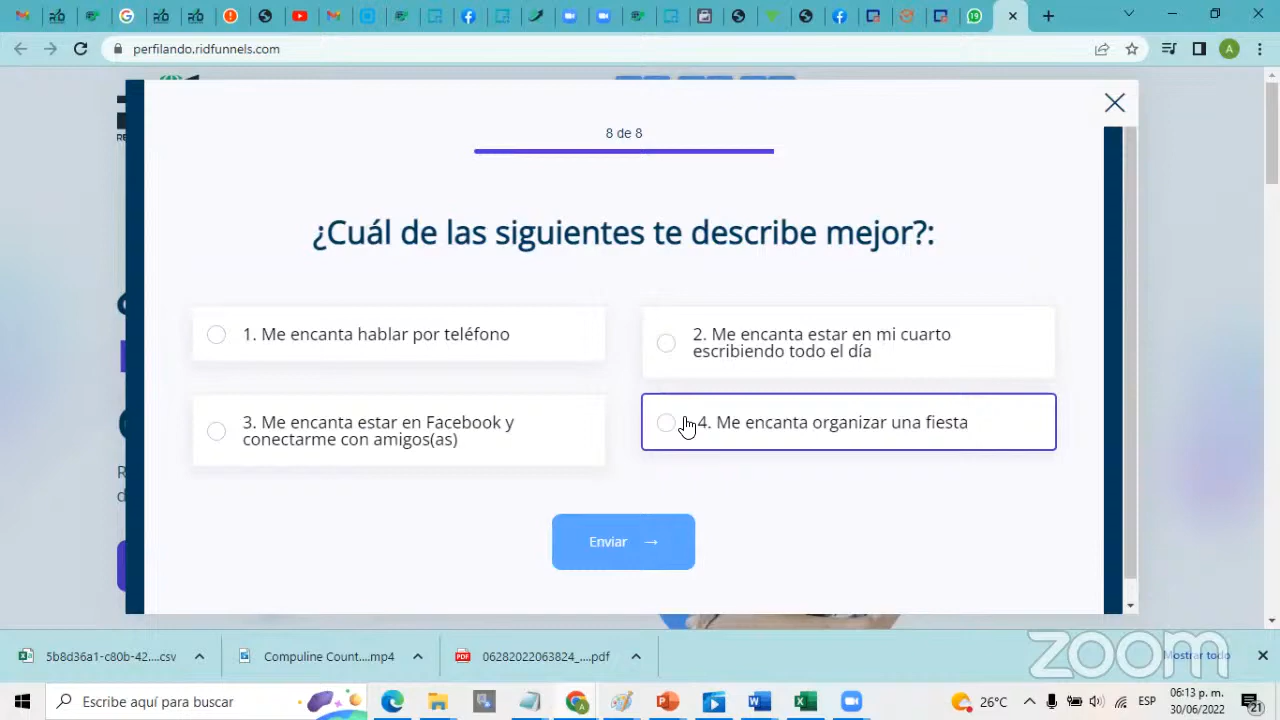 perfilando.ridfunnels.com
A
19
8 de 8
¿Cuál de las siguientes te describe mejor?:
1. Me encanta hablar por teléfono
2. Me encanta estar en mi cuarto
escribiendo todo el día
3. Me encanta estar en Facebook y
conectarme con amigos(as)
4. Me encanta organizar una fiesta
Enviar →
zoom
5b8d36a1-c80b-42....csv
Compuline Count....mp4
06282022063824_....pdf
Mostrar todo
Escribe aquí para buscar
26°C
ESP
06:13 p. m.
30/06/2022
21